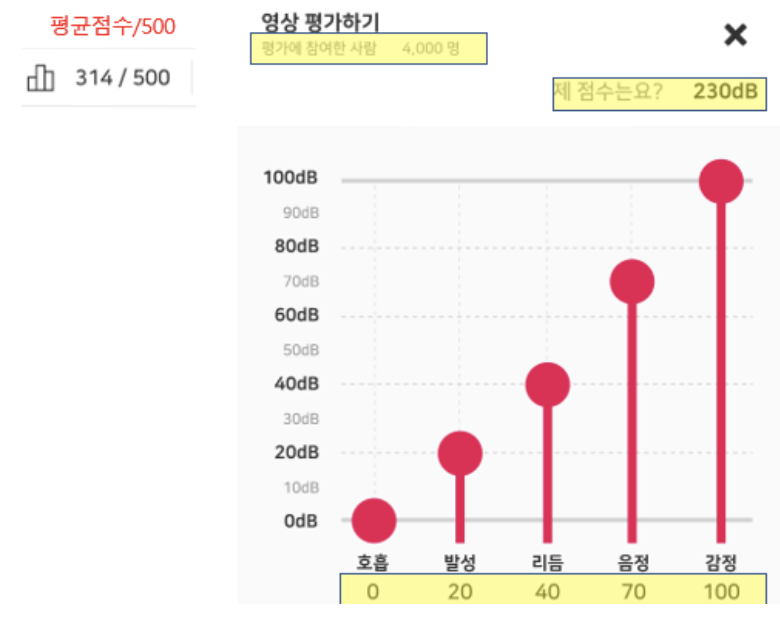 평균점수/500
314 / 500
영상 평가하기
평가에 참여한 사람 4,000 명
제 점수는요? 230dB
100dB
90dB
80dB
70dB
60dB
50dB
40dB
30dB
20dB
10dB
0dB
호흡 발성 리듬 음정 감정
0 20 40 70 100